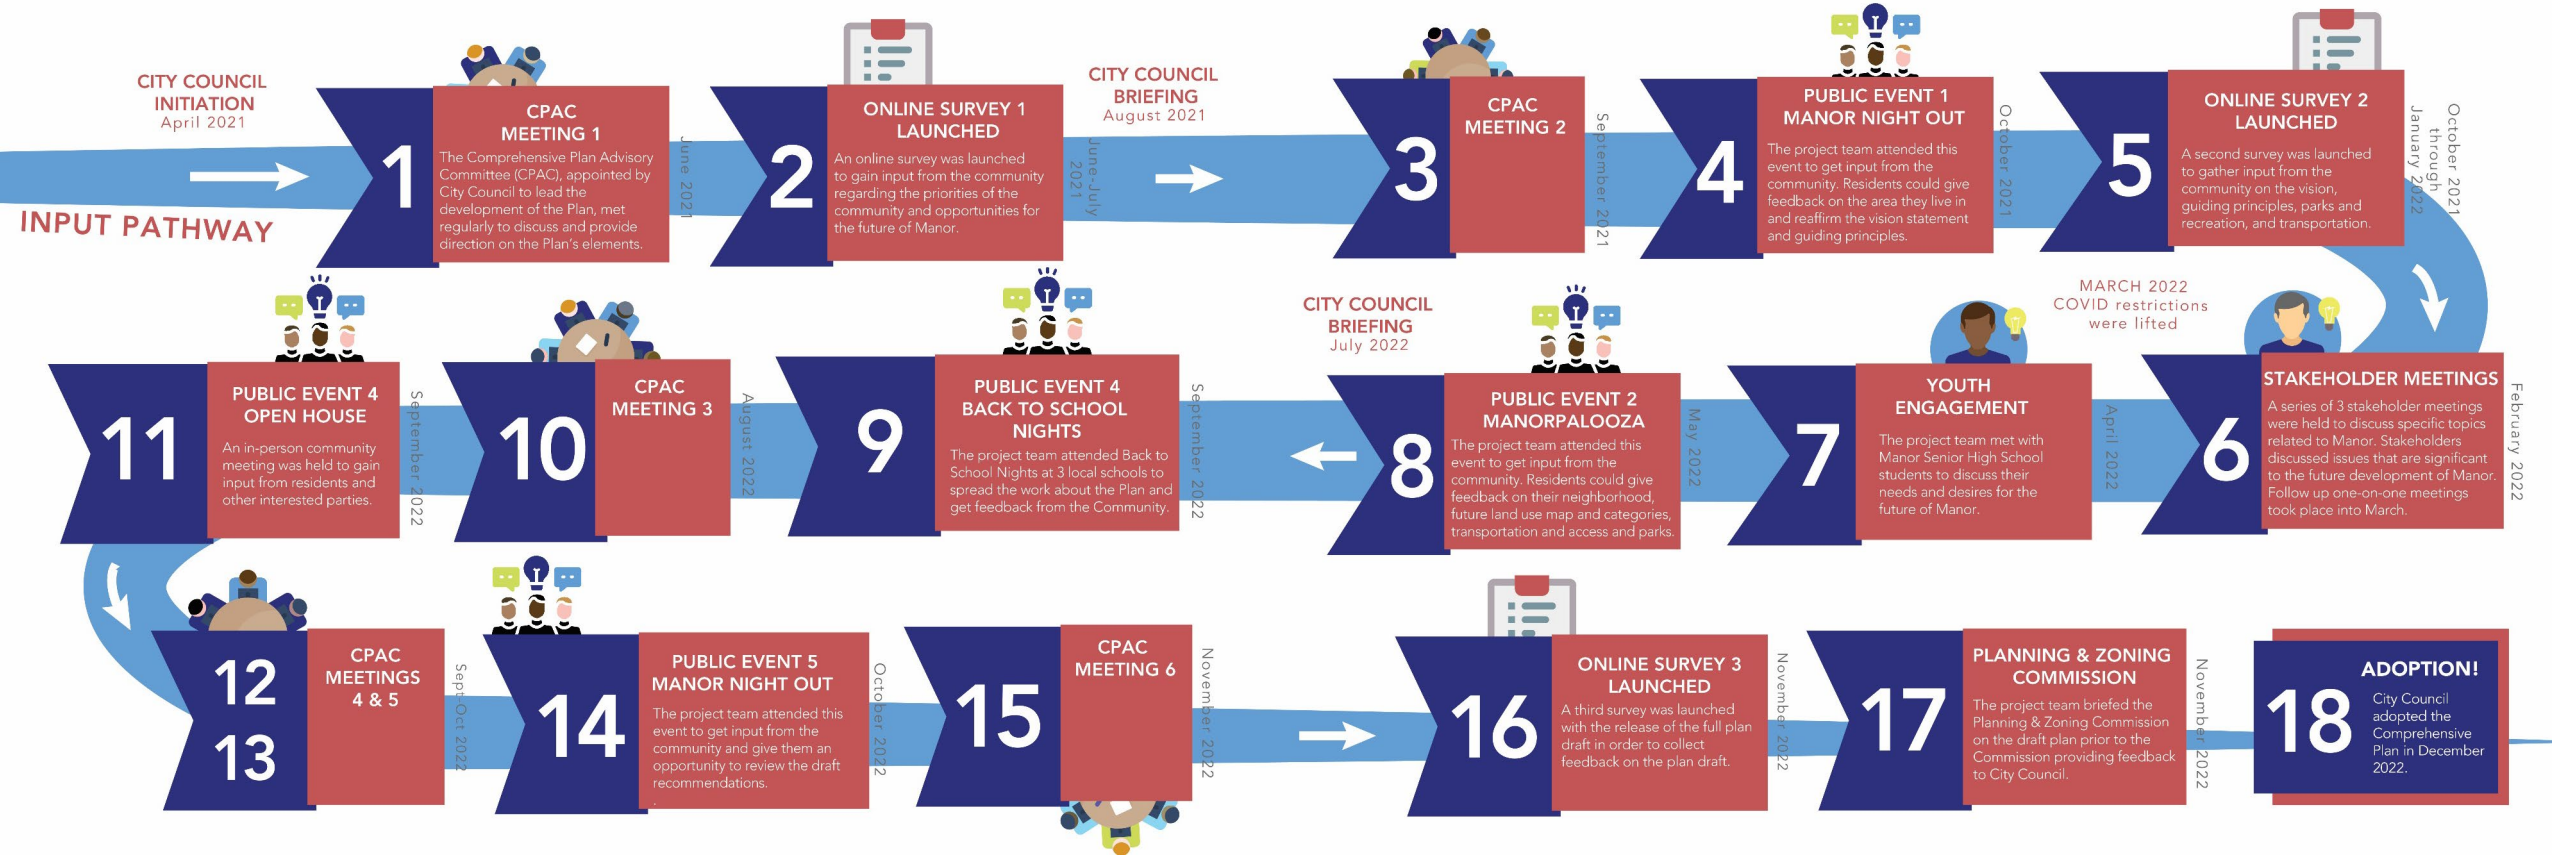 CITY COUNCIL
INITIATION
April 2021
INPUT PATHWAY
1
CPAC
MEETING 1
The Comprehensive Plan Advisory
Committee (CPAC), appointed by
City Council to lead the
development of the Plan, met
regularly to discuss and provide
direction on the Plan's elements.
June 2021
2
ONLINE SURVEY 1
LAUNCHED
An online survey was launched
to gain input from the community
regarding the priorities of the
community and opportunities for
the future of Manor.
June-July
2021
CITY COUNCIL
BRIEFING
August 2021
3
CPAC
MEETING 2
September 2021
4
PUBLIC EVENT 1
MANOR NIGHT OUT
The project team attended this
event to get input from the
community. Residents could give
feedback on the area they live in
and reaffirm the vision statement
and guiding principles.
October 2021
5
ONLINE SURVEY 2
LAUNCHED
A second survey was launched
to gather input from the
community on the vision,
guiding principles, parks and
recreation, and transportation.
October 2021
through
January 2022
6
STAKEHOLDER MEETINGS
A series of 3 stakeholder meetings
were held to discuss specific topics
related to Manor. Stakeholders
discussed issues that are significant
to the future development of Manor.
Follow up one-on-one meetings
took place into March.
February 2022
MARCH 2022
COVID restrictions
were lifted
7
YOUTH
ENGAGEMENT
The project team met with
Manor Senior High School
students to discuss their
needs and desires for the
future of Manor.
April 2022
8
PUBLIC EVENT 2
MANORPALOOZA
The project team attended this
event to get input from the
community. Residents could give
feedback on their neighborhood,
future land use map and categories,
transportation and access and parks.
May 2022
CITY COUNCIL
BRIEFING
July 2022
9
PUBLIC EVENT 4
BACK TO SCHOOL
NIGHTS
The project team attended Back to
School Nights at 3 local schools to
spread the work about the Plan and
get feedback from the Community.
September 2022
10
CPAC
MEETING 3
August 2022
11
PUBLIC EVENT 4
OPEN HOUSE
An in-person community
meeting was held to gain
input from residents and
other interested parties.
September 2022
12
13
CPAC
MEETINGS
4 & 5
Sept-Oct 2022
14
PUBLIC EVENT 5
MANOR NIGHT OUT
The project team attended this
event to get input from the
community and give them an
opportunity to review the draft
recommendations.
.
October 2022
15
CPAC
MEETING 6
November 2022
16
ONLINE SURVEY 3
LAUNCHED
A third survey was launched
with the release of the full plan
draft in order to collect
feedback on the plan draft.
November 2022
17
PLANNING & ZONING
COMMISSION
The project team briefed the
Planning & Zoning Commission
on the draft plan prior to the
Commission providing feedback
to City Council.
November 2022
18
ADOPTION!
City Council
adopted the
Comprehensive
Plan in December
2022.